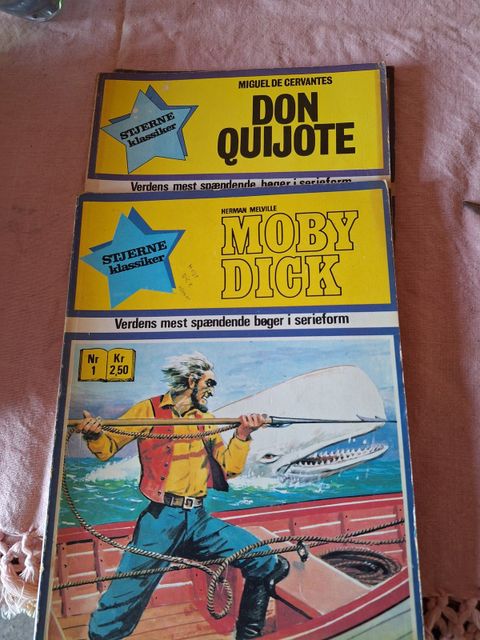 STJERNE
klassiker
MIGUEL DE CERVANTES
DON
QUIJOTE
Verdens mest spændende bøger i serieform
STJERNE
klassiker
HERMAN MELVILLE
MOBY
DICK
Verdens mest spændende bøger i serieform
Nr
1
Kr
2,50